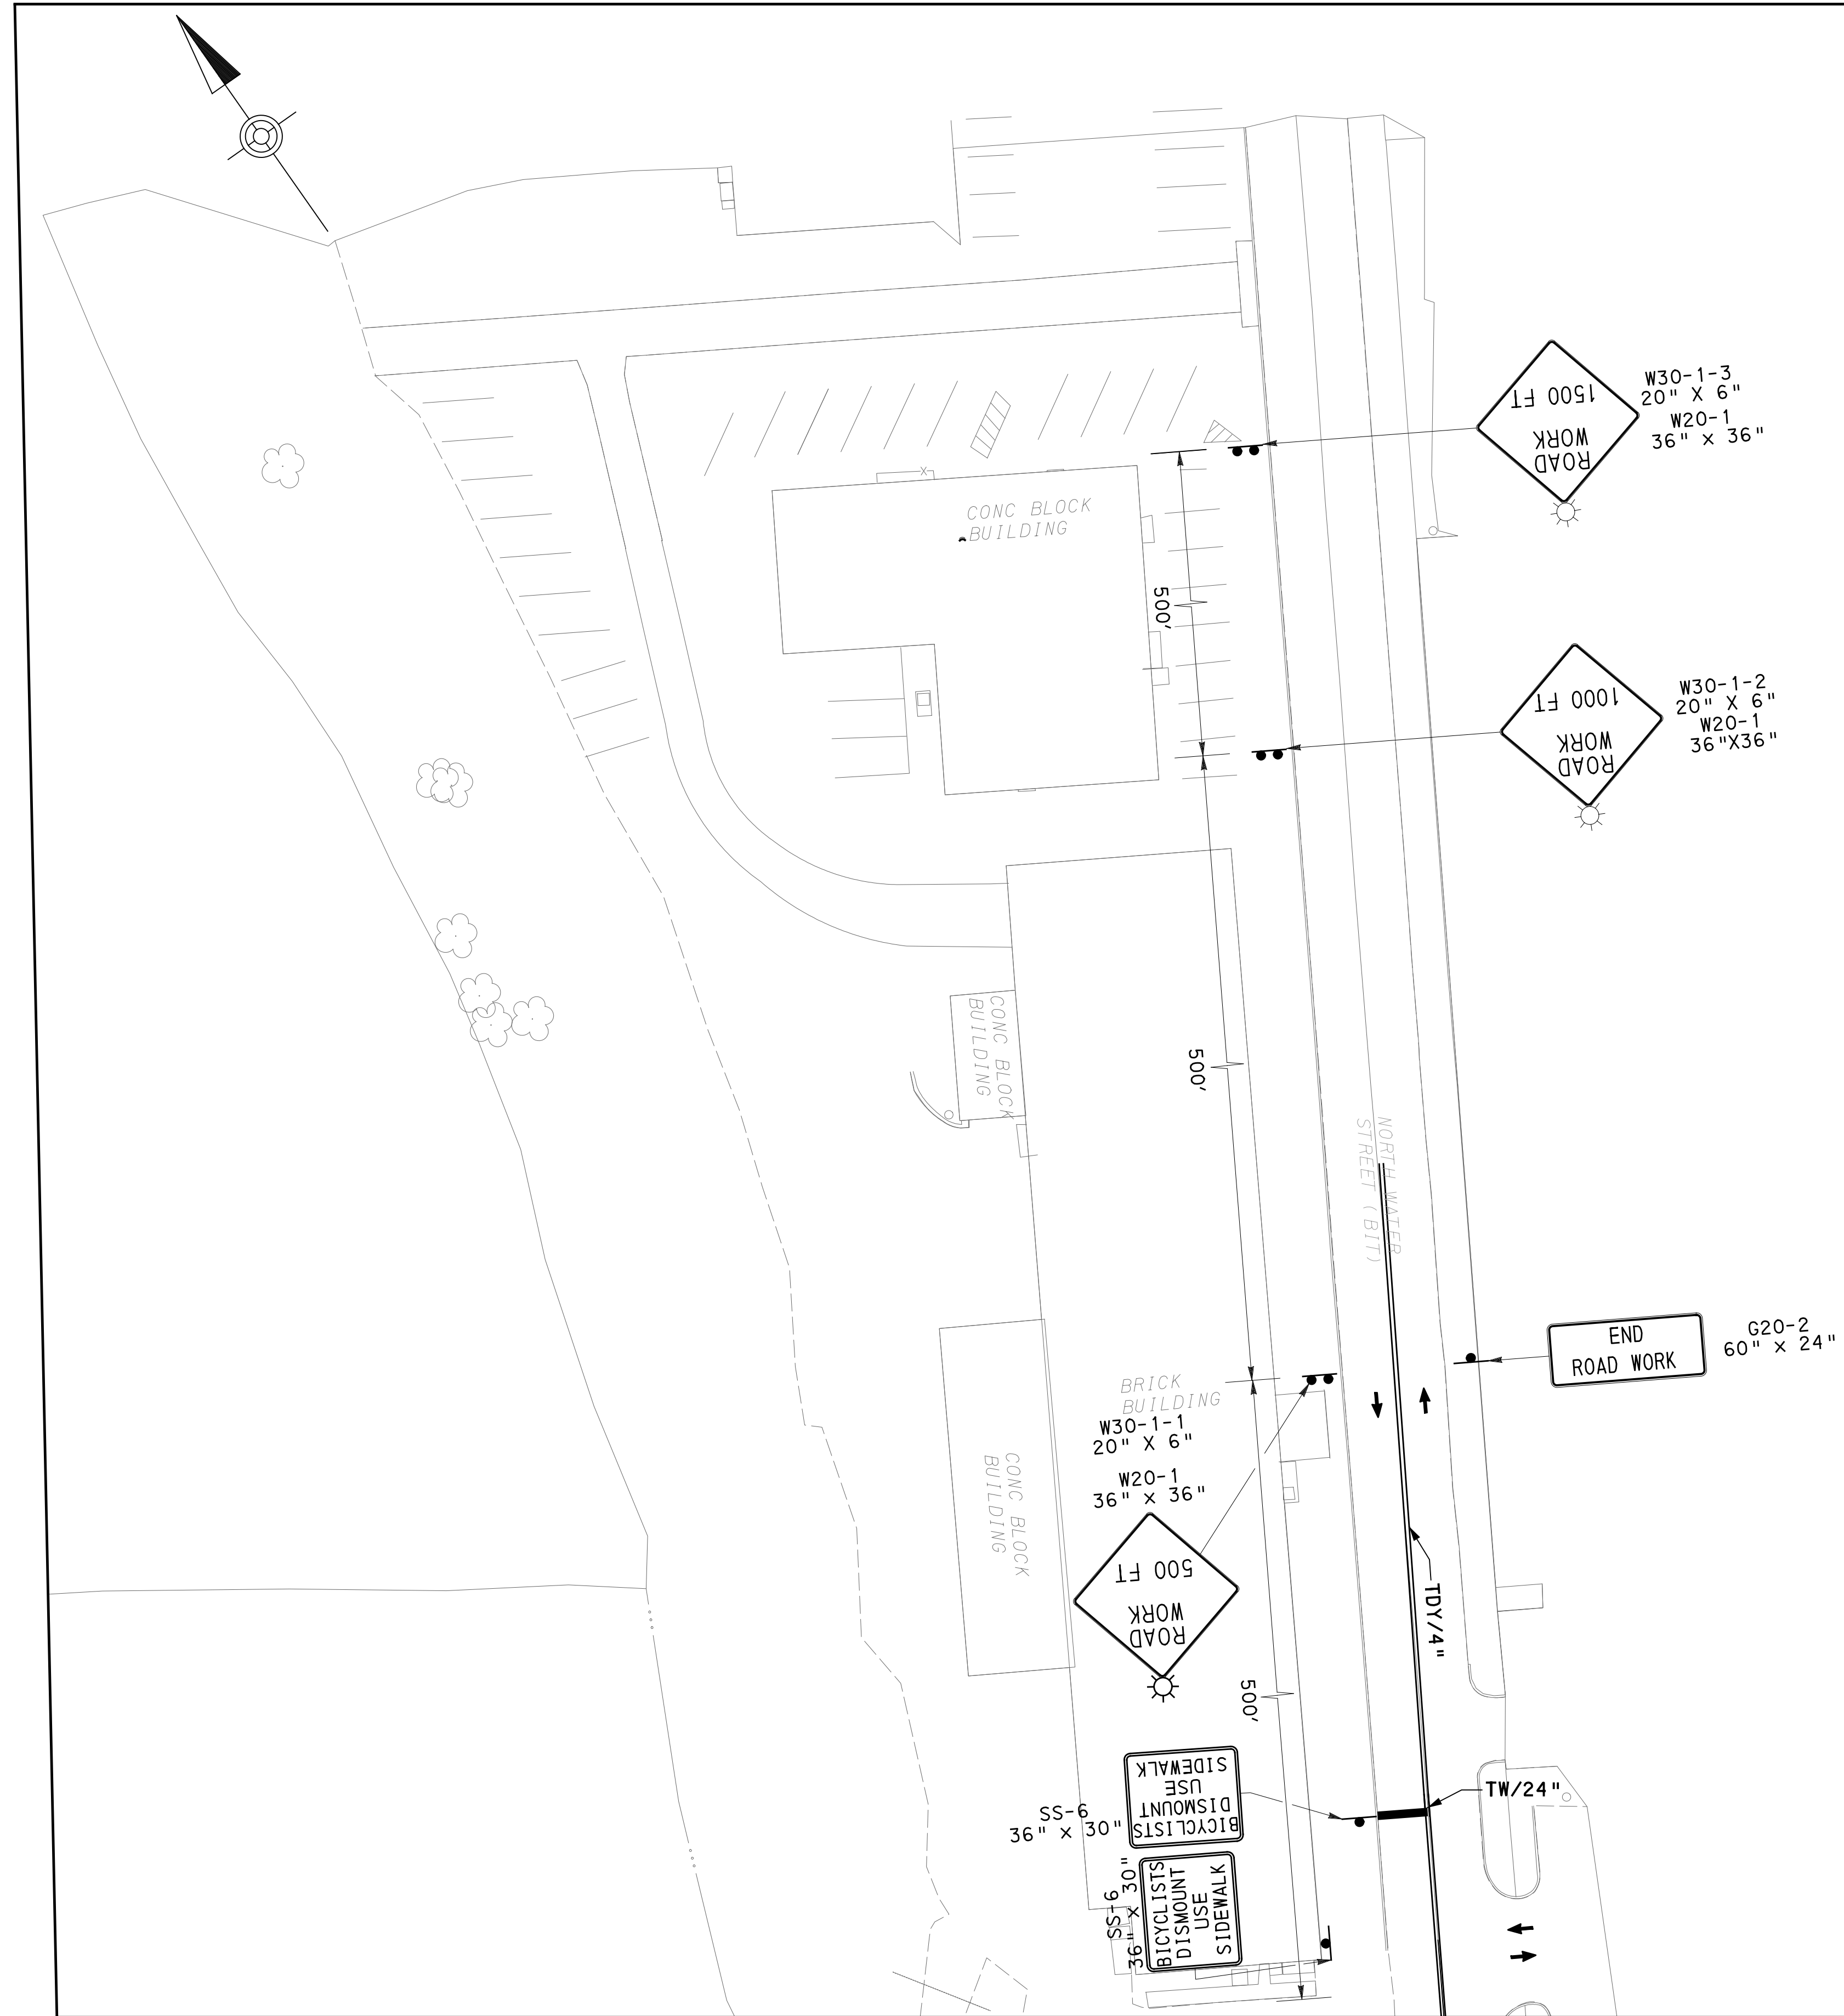 1500 FT
WORK
ROAD
W30-1-3
20" X 6"
W20-1
36" X 36"
CONC BLOCK
BUILDING
500'
1000 FT
WORK
ROAD
W30-1-2
20" X 6"
W20-1
36"X36"
CONC BLOCK
BUILDING
500'
NORTH WATER
STREET (BIT)
END
ROAD WORK
G20-2
60" X 24"
BRICK
BUILDING
W30-1-1
20" X 6"
W20-1
36" X 36"
CONC BLOCK
BUILDING
500 FT
WORK
ROAD
TDY/4"
500'
BICYCLISTS
DISMOUNT
USE
SIDEWALK
TW/24"
SS-6
36" X 30"
SS-6
36" X 30"
BICYCLISTS
DISMOUNT
USE
SIDEWALK